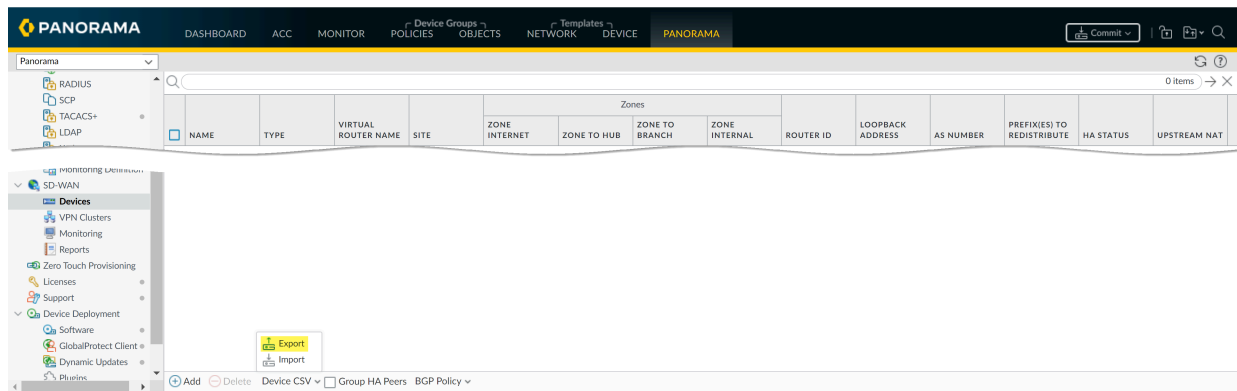 PANORAMA
DASHBOARD ACC MONITOR Device Groups POLICIES OBJECTS Templates NETWORK DEVICE PANORAMA
Commit
Panorama
RADIUS
SCP
TACACS+
LDAP
0 items
Zones
NAME TYPE VIRTUAL ROUTER NAME SITE ZONE INTERNET ZONE TO HUB ZONE TO BRANCH ZONE INTERNAL ROUTER ID LOOPBACK ADDRESS AS NUMBER PREFIX(ES) TO REDISTRIBUTE HA STATUS UPSTREAM NAT
Monitoring Definition
SD-WAN
Devices
VPN Clusters
Monitoring
Reports
Zero Touch Provisioning
Licenses
Support
Device Deployment
Software
GlobalProtect Client
Dynamic Updates
Plugins
Export
Import
Add Delete Device CSV Group HA Peers BGP Policy